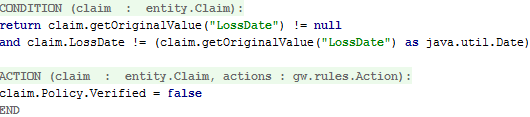 CONDITION (claim : entity.Claim):
return claim.getOriginalValue("LossDate") != null
and claim.LossDate != (claim.getOriginalValue("LossDate") as java.util.Date)
ACTION (claim : entity.Claim, actions : gw.rules.Action):
claim.Policy.Verified = false
END